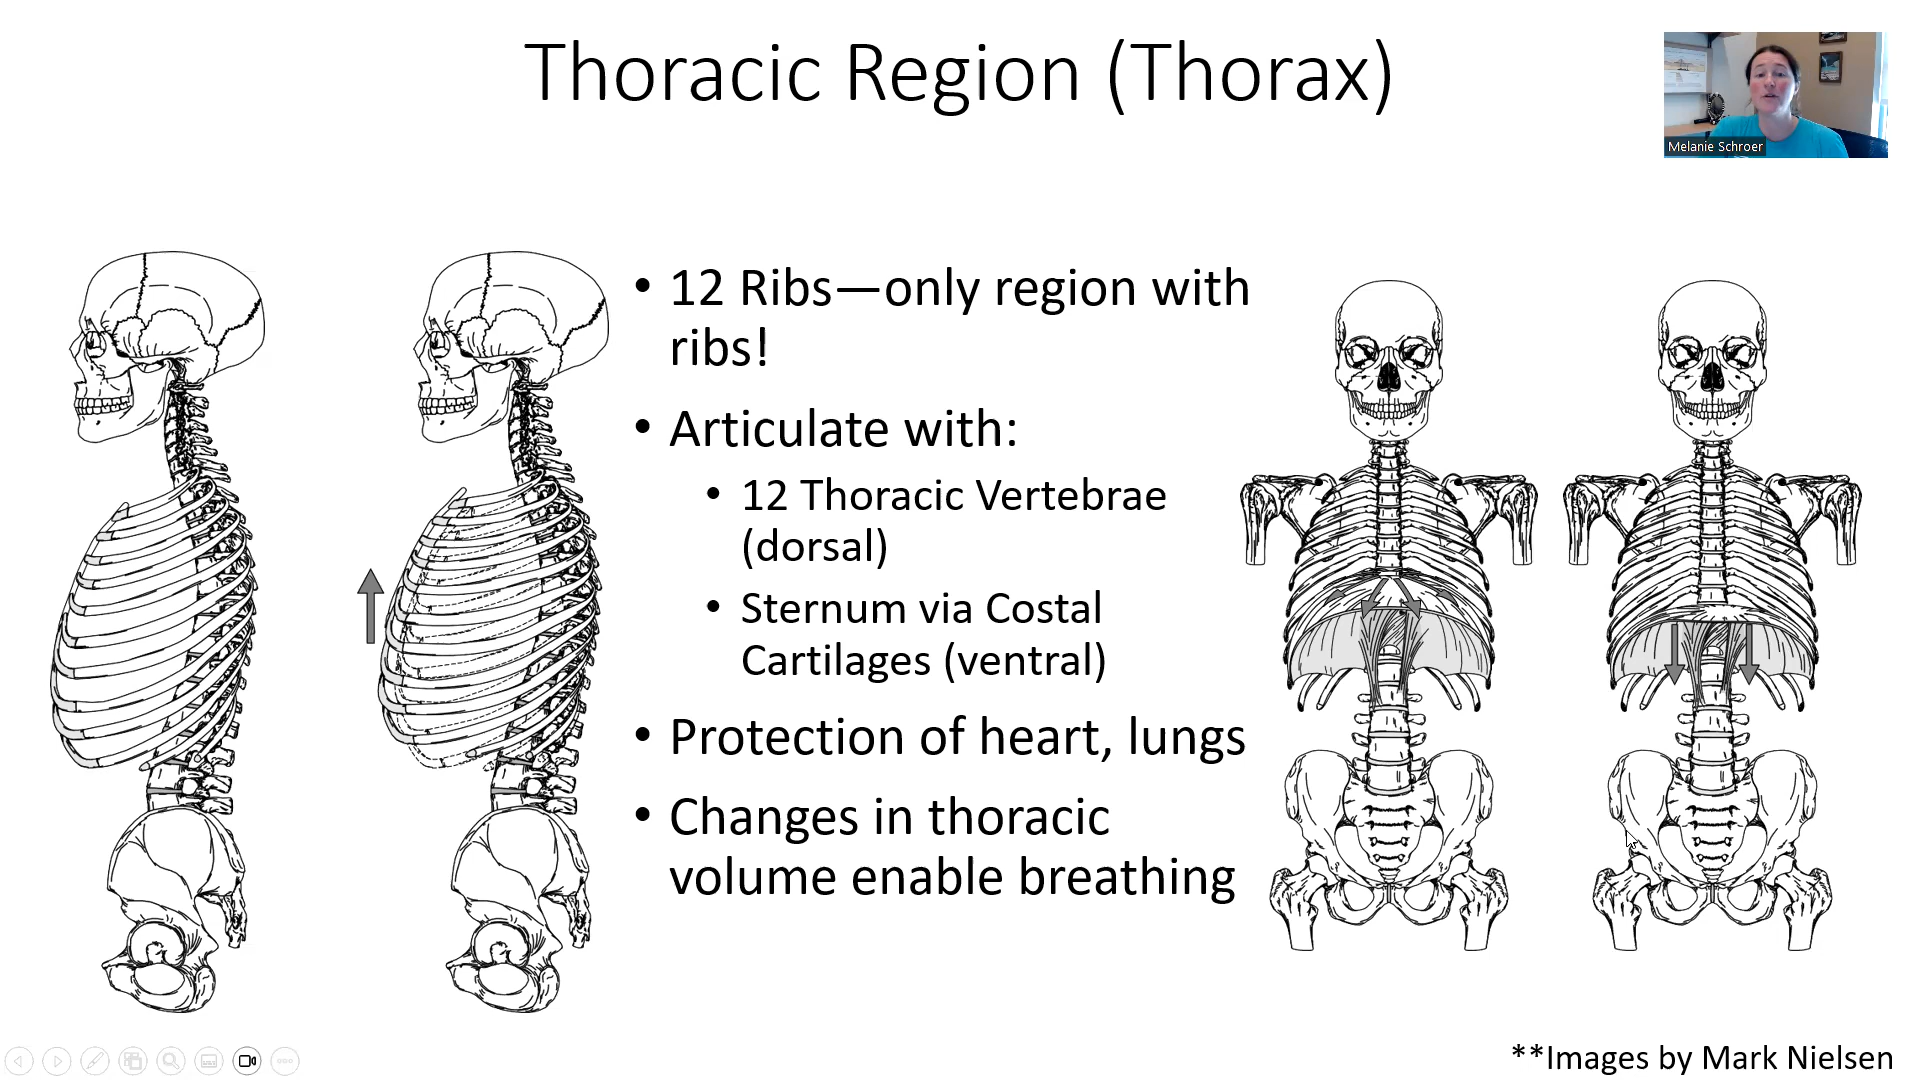 Thoracic Region (Thorax)
Melanie Schroer
• 12 Ribs—only region with
ribs!
• Articulate with:
• 12 Thoracic Vertebrae
(dorsal)
• Sternum via Costal
Cartilages (ventral)
• Protection of heart, lungs
• Changes in thoracic
volume enable breathing
**Images by Mark Nielsen